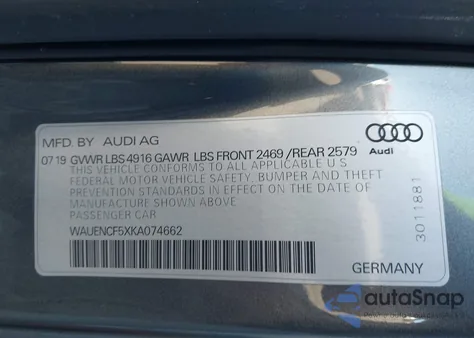 MFD. BY AUDI AG
07 19 GVWR LBS 4916 GAWR LBS FRONT 2469 /REAR 2579
THIS VEHICLE CONFORMS TO ALL APPLICABLE U S
FEDERAL MOTOR VEHICLE SAFETY, BUMPER AND THEFT
PREVENTION STANDARDS IN EFFECT ON THE DATE OF
MANUFACTURE SHOWN ABOVE
PASSENGER CAR
WAUENCF5XKA074662
Audi
3011881
GERMANY
autoSnap